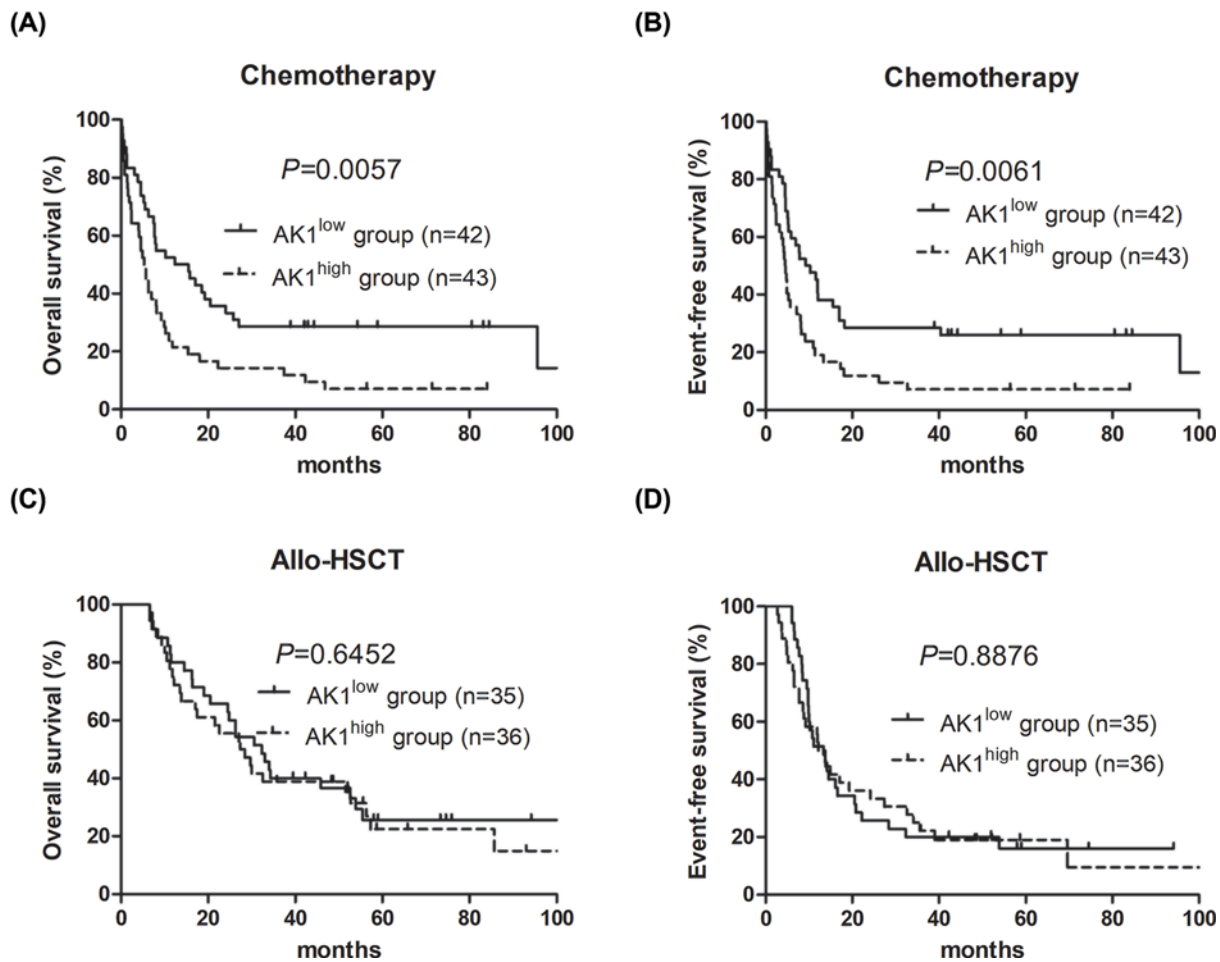 (A)
Chemotherapy
Overall survival (%)
100
80
60
40
20
0
P=0.0057
AK1low group (n=42)
AK1high group (n=43)
0 20 40 60 80 100
months
(B)
Chemotherapy
Event-free survival (%)
100
80
60
40
20
0
P=0.0061
AK1low group (n=42)
AK1high group (n=43)
0 20 40 60 80 100
months
(C)
Allo-HSCT
Overall survival (%)
100
80
60
40
20
0
P=0.6452
AK1low group (n=35)
AK1high group (n=36)
0 20 40 60 80 100
months
(D)
Allo-HSCT
Event-free survival (%)
100
80
60
40
20
0
P=0.8876
AK1low group (n=35)
AK1high group (n=36)
0 20 40 60 80 100
months